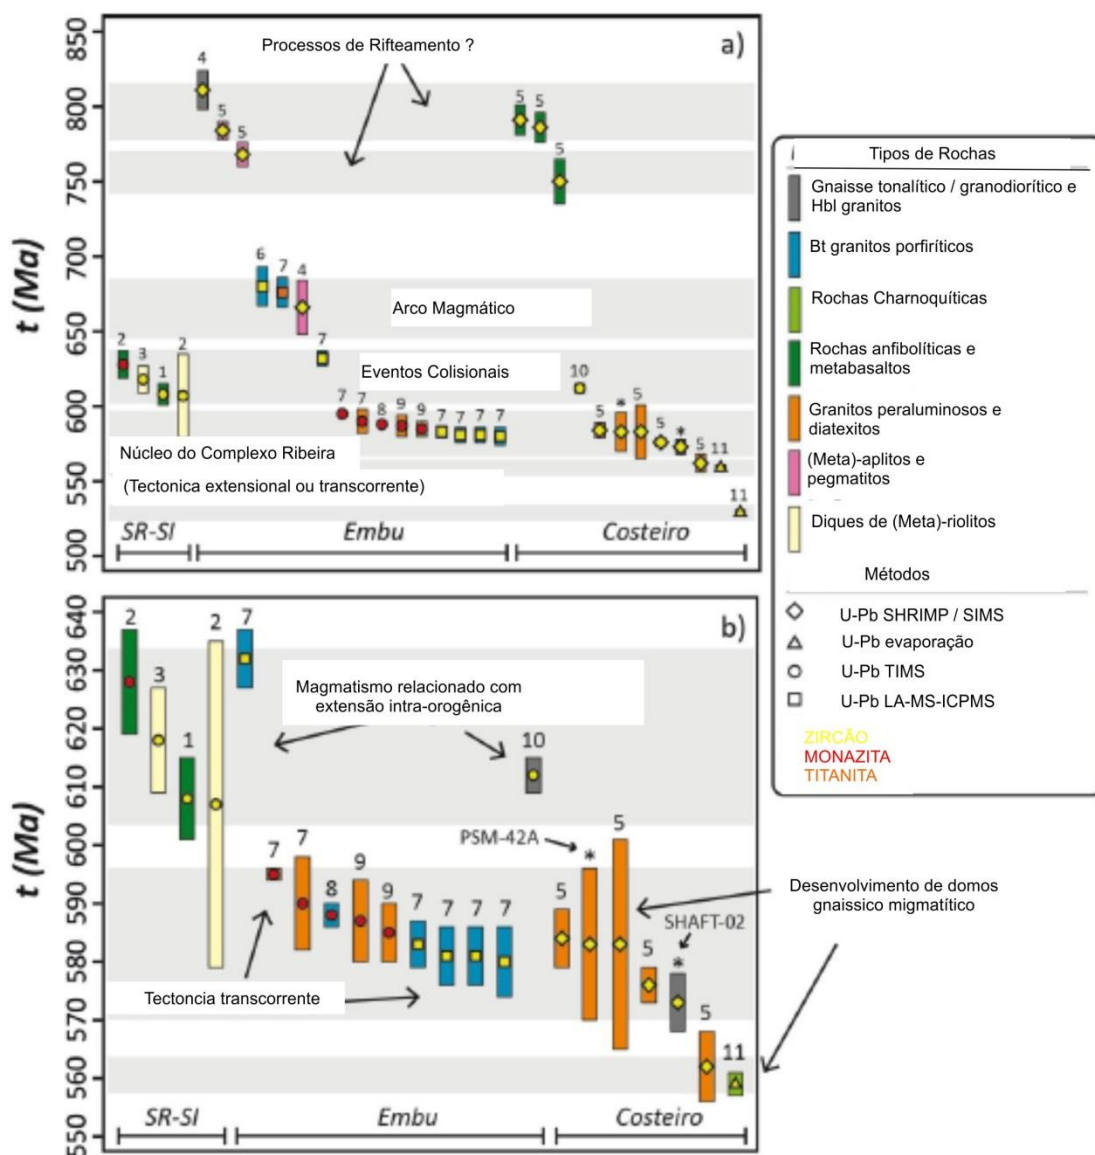 Processos de Rifteamento ?
a)
850
800
750
700
650
600
550
500
t (Ma)
4
5
5
5
5
5
6
7
4
Arco Magmático
2
3
1
2
7
Eventos Colisionais
7
7
8
9
9
7
7
7
7
10
5
*
5
5
*
5
11
11
Núcleo do Complexo Ribeira
(Tectonica extensional ou transcorrente)
SR-SI
Embu
Costeiro
b)
640
630
620
610
600
590
580
570
560
550
t (Ma)
2
3
1
2
7
Magmatismo relacionado com
extensão intra-orogênica
10
PSM-42A
7
7
8
9
9
7
7
7
7
5
*
5
5
SHAFT-02
*
5
11
Desenvolvimento de domos
gnaissico migmatítico
Tectoncia transcorrente
SR-SI
Embu
Costeiro
Tipos de Rochas
Gnaisse tonalítico / granodiorítico e
Hbl granitos
Bt granitos porfiríticos
Rochas Charnoquíticas
Rochas anfibolíticas e
metabasaltos
Granitos peraluminosos e
diatexitos
(Meta)-aplitos e
pegmatitos
Diques de (Meta)-riolitos
Métodos
U-Pb SHRIMP / SIMS
U-Pb evaporação
U-Pb TIMS
U-Pb LA-MS-ICPMS
ZIRCÃO
MONAZITA
TITANITA